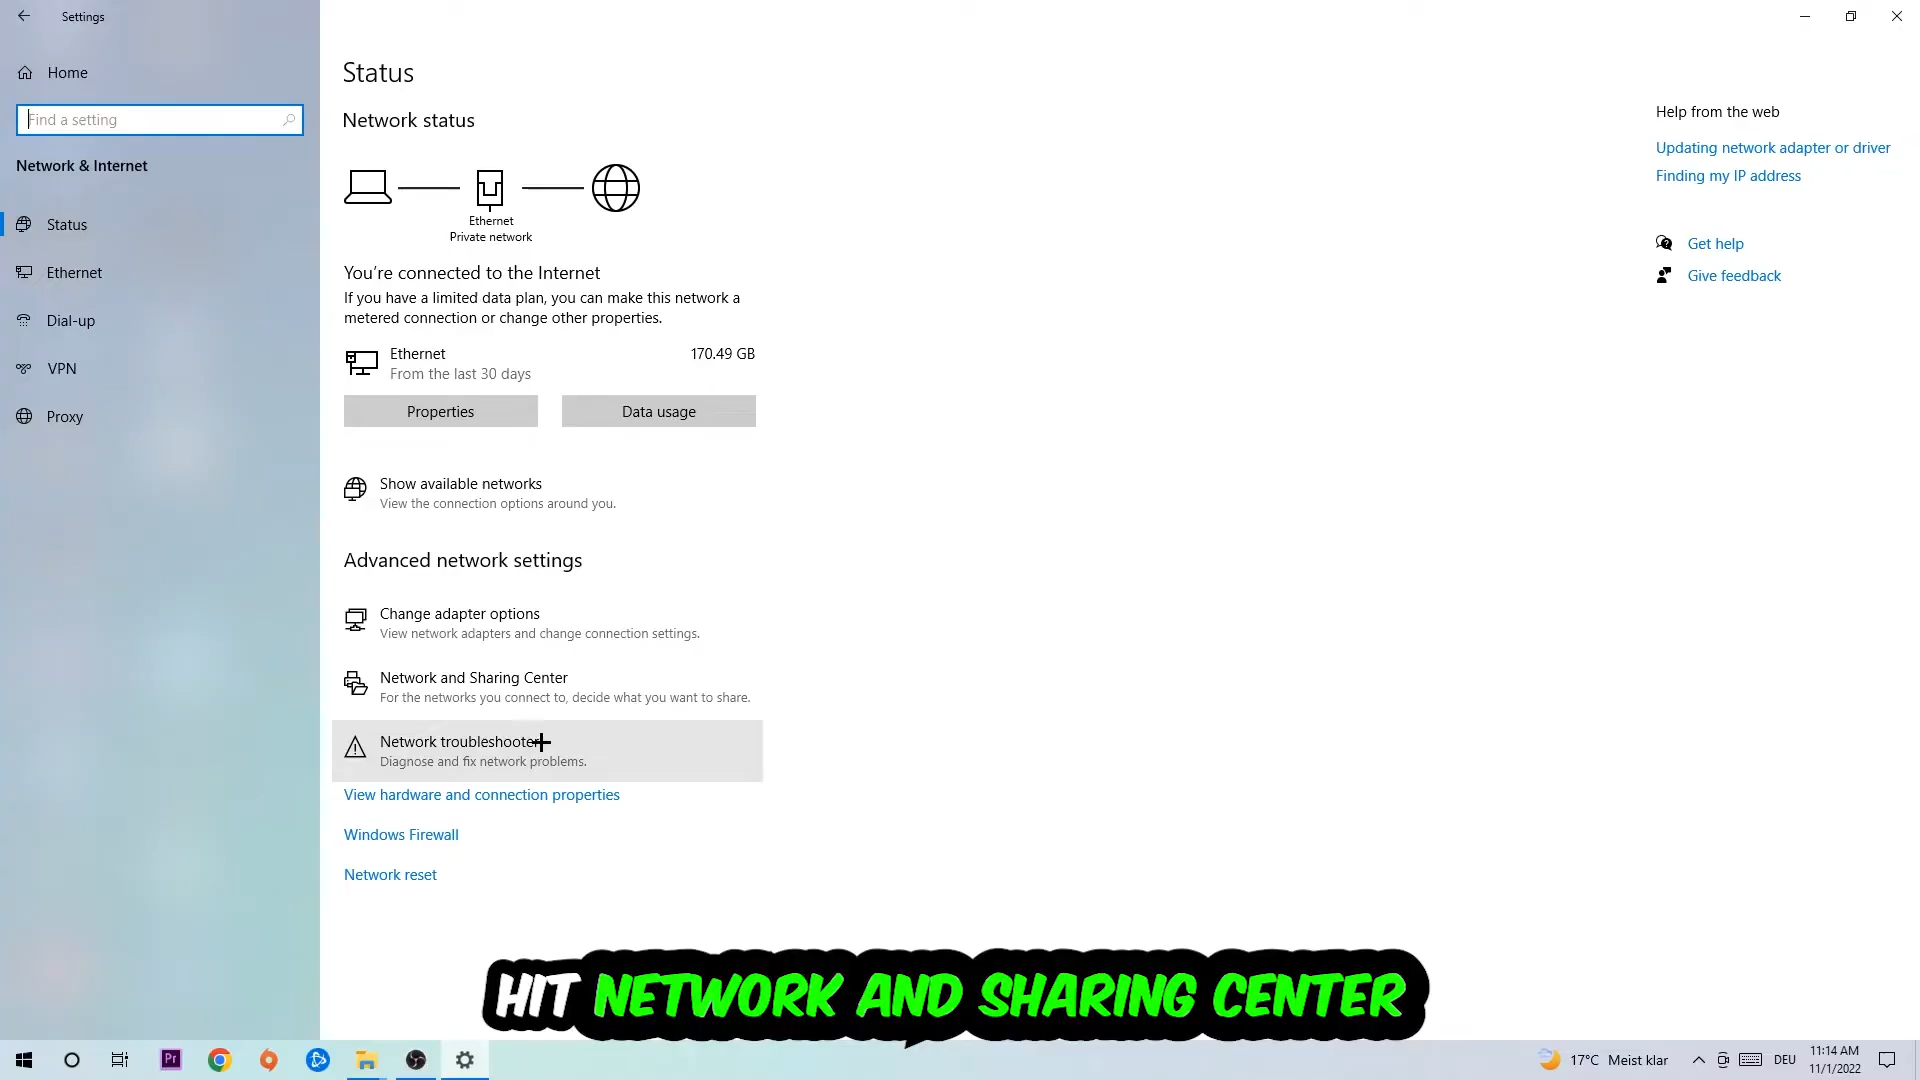 Settings
Home
Find a setting
Network & Internet
Status
Ethernet
Dial-up
VPN
Proxy
Status
Network status
Ethernet
Private network
You're connected to the Internet
If you have a limited data plan, you can make this network a
metered connection or change other properties.
Ethernet 170.49 GB
From the last 30 days
Properties Data usage
Show available networks
View the connection options around you.
Advanced network settings
Change adapter options
View network adapters and change connection settings.
Network and Sharing Center
For the networks you connect to, decide what you want to share.
Network troubleshooter
Diagnose and fix network problems.
View hardware and connection properties
Windows Firewall
Network reset
Help from the web
Updating network adapter or driver
Finding my IP address
Get help
Give feedback
HIT NETWORK AND SHARING CENTER
Pr
17°C Meist klar
DEU
11:14 AM
11/1/2022